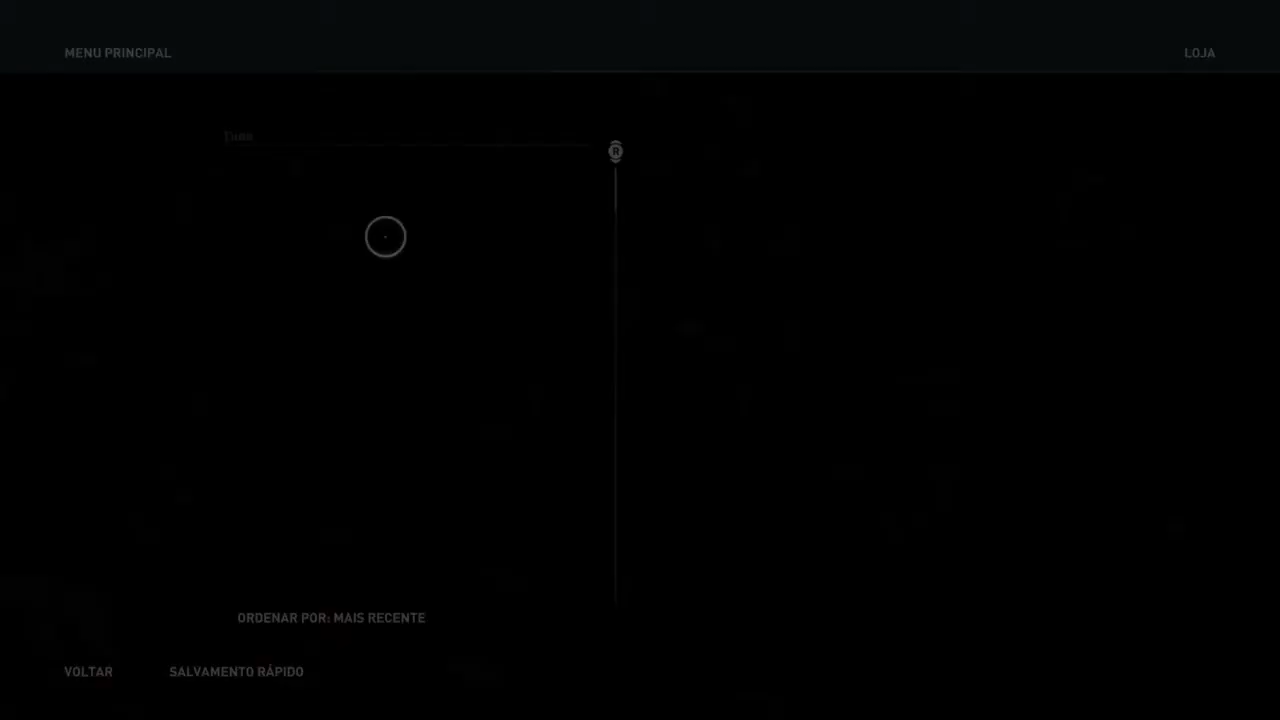 MENU PRINCIPAL
LOJA
R
ORDENAR POR: MAIS RECENTE
VOLTAR
SALVAMENTO RÁPIDO